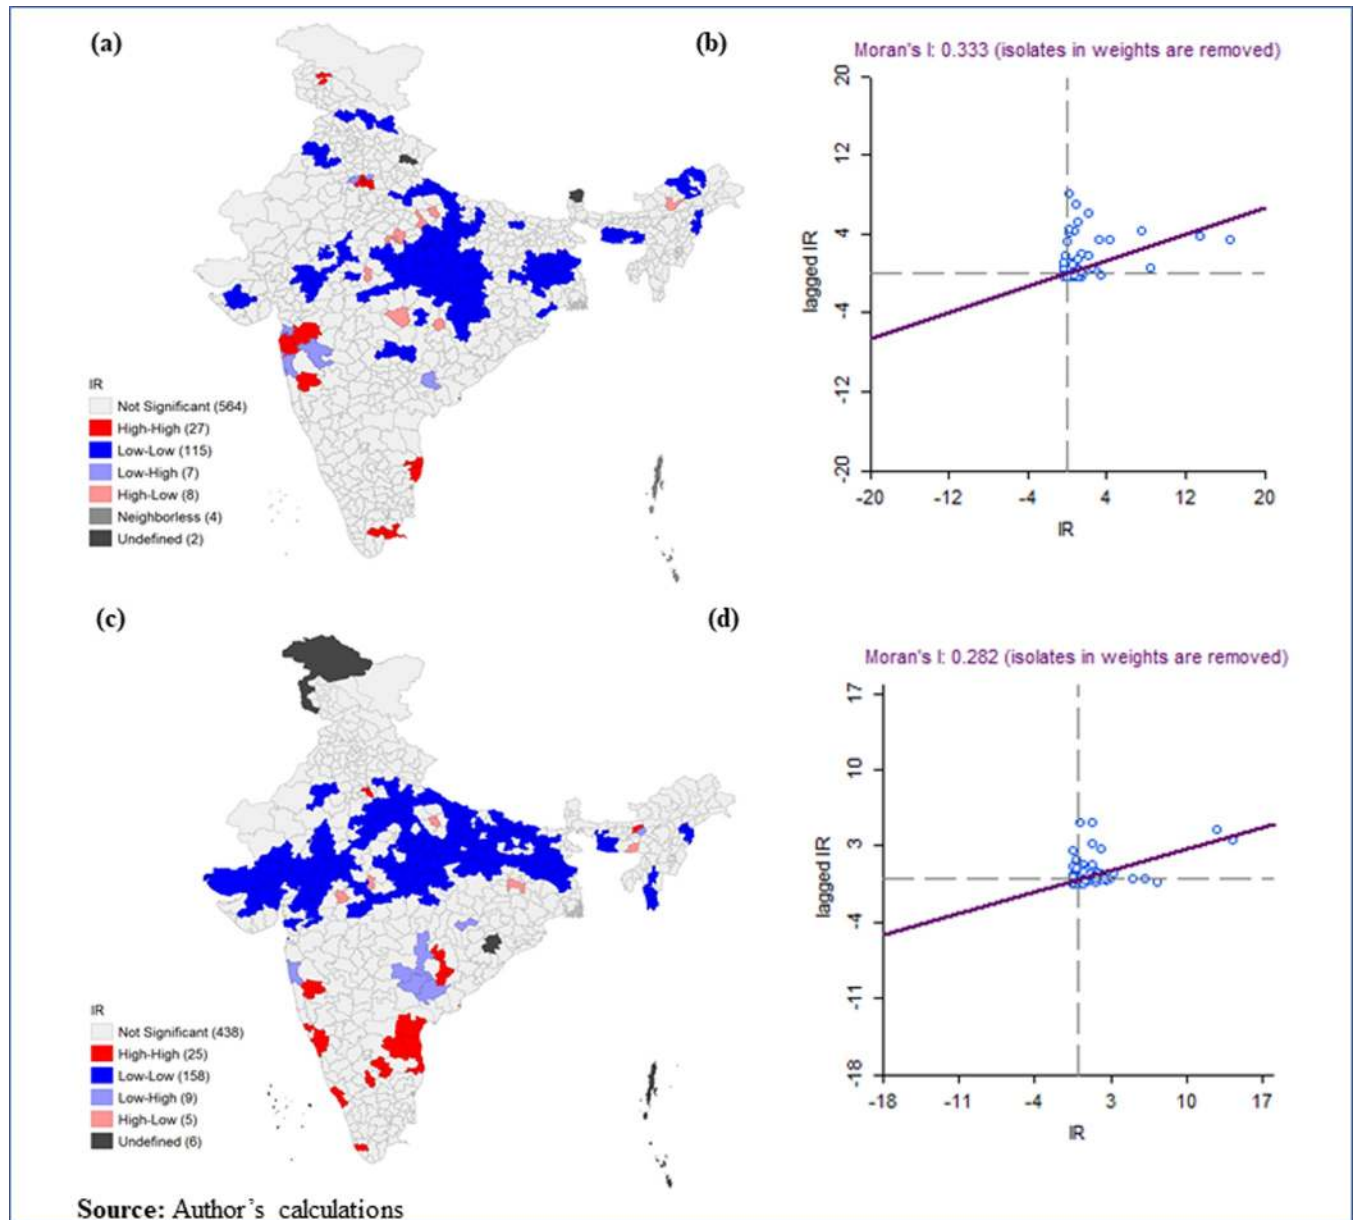 (a)
IR
Not Significant (564)
High-High (27)
Low-Low (115)
Low-High (7)
High-Low (8)
Neighborless (4)
Undefined (2)
(b)
Moran's I: 0.333 (isolates in weights are removed)
20
12
4
-4
-12
-20
lagged IR
-20 -12 -4 4 12 20
IR
(c)
IR
Not Significant (438)
High-High (25)
Low-Low (158)
Low-High (9)
High-Low (5)
Undefined (6)
(d)
Moran's I: 0.282 (isolates in weights are removed)
17
10
3
-4
-11
-18
lagged IR
-18 -11 -4 3 10 17
IR
Source: Author's calculations